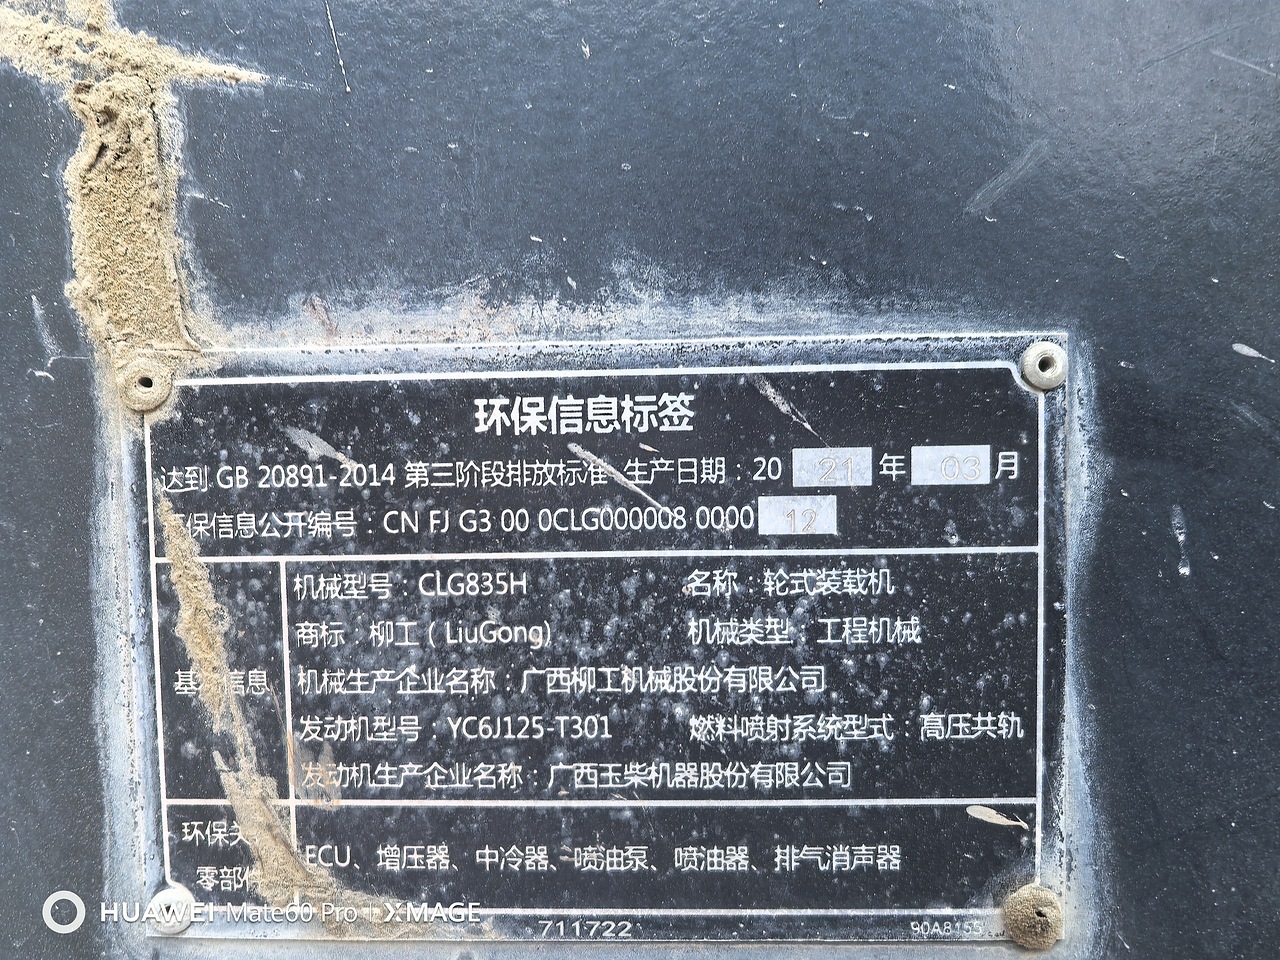 环保信息标签
达到 GB 20891-2014 第三阶段排放标准 生产日期：20 21 年 03 月
保信息公开编号：CN FJ G3 00 0CLG000008 0000 12
基 信息
机械型号：CLG835H 名称：轮式装载机
商标：柳工（LiuGong) 机械类型：工程机械
机械生产企业名称：广西柳工机械股份有限公司
发动机型号：YC6J125-T301 燃料喷射系统型式：高压共轨
发动机生产企业名称：广西玉柴机器股份有限公司
环保关
零部件
ECU、增压器、中冷器、喷油泵、喷油器、排气消声器
711722 90A8155
HUAWEI Mate60 Pro | XMAGE